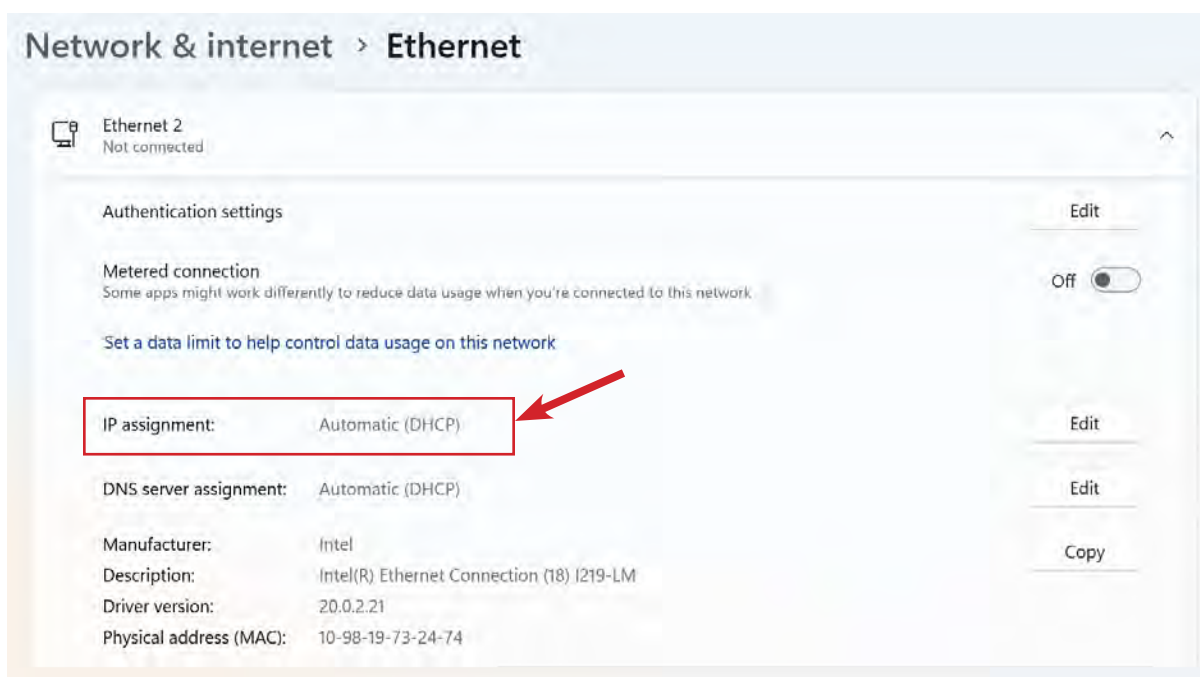 Network & internet > Ethernet
Ethernet 2
Not connected
Authentication settings Edit
Metered connection
Some apps might work differently to reduce data usage when you're connected to this network
Off
Set a data limit to help control data usage on this network
IP assignment: Automatic (DHCP) Edit
DNS server assignment: Automatic (DHCP) Edit
Manufacturer: Intel
Copy
Description: Intel(R) Ethernet Connection (18) I219-LM
Driver version: 20.0.2.21
Physical address (MAC): 10-98-19-73-24-74